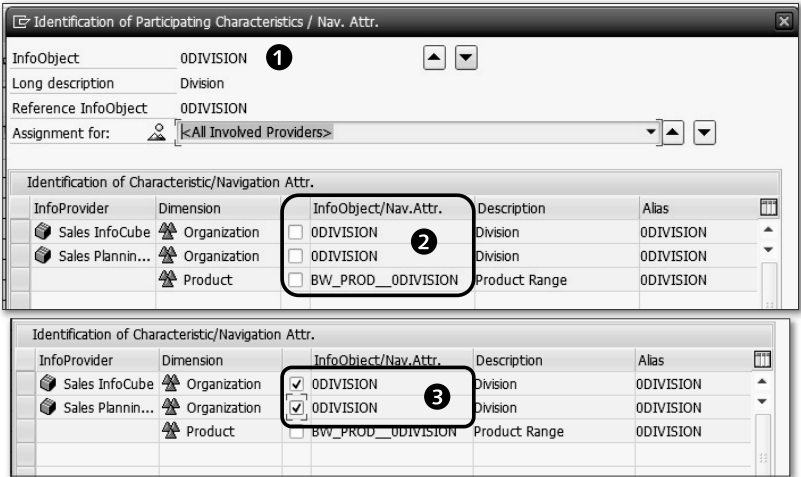 Identification of Participating Characteristics / Nav. Attr.
InfoObject 0DIVISION 1
Long description Division
Reference InfoObject 0DIVISION
Assignment for: <All Involved Providers>
Identification of Characteristic/Navigation Attr.
InfoProvider Dimension InfoObject/Nav.Attr. Description Alias
Sales InfoCube Organization 0DIVISION Division 0DIVISION
2
Sales Plannin... Organization 0DIVISION Division 0DIVISION
Product BW_PROD__0DIVISION Product Range 0DIVISION
Identification of Characteristic/Navigation Attr.
InfoProvider Dimension InfoObject/Nav.Attr. Description Alias
Sales InfoCube Organization 0DIVISION Division 0DIVISION
3
Sales Plannin... Organization 0DIVISION Division 0DIVISION
Product BW_PROD__0DIVISION Product Range 0DIVISION